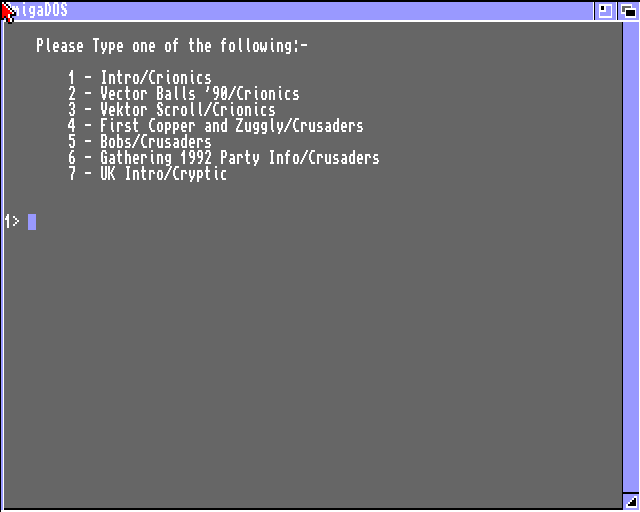 migaDOS
Please Type one of the following:-
1 - Intro/Crionics
2 - Vector Balls '90/Crionics
3 - Vektor Scroll/Crionics
4 - First Copper and Zuggly/Crusaders
5 - Bobs/Crusaders
6 - Gathering 1992 Party Info/Crusaders
7 - UK Intro/Cryptic
1>